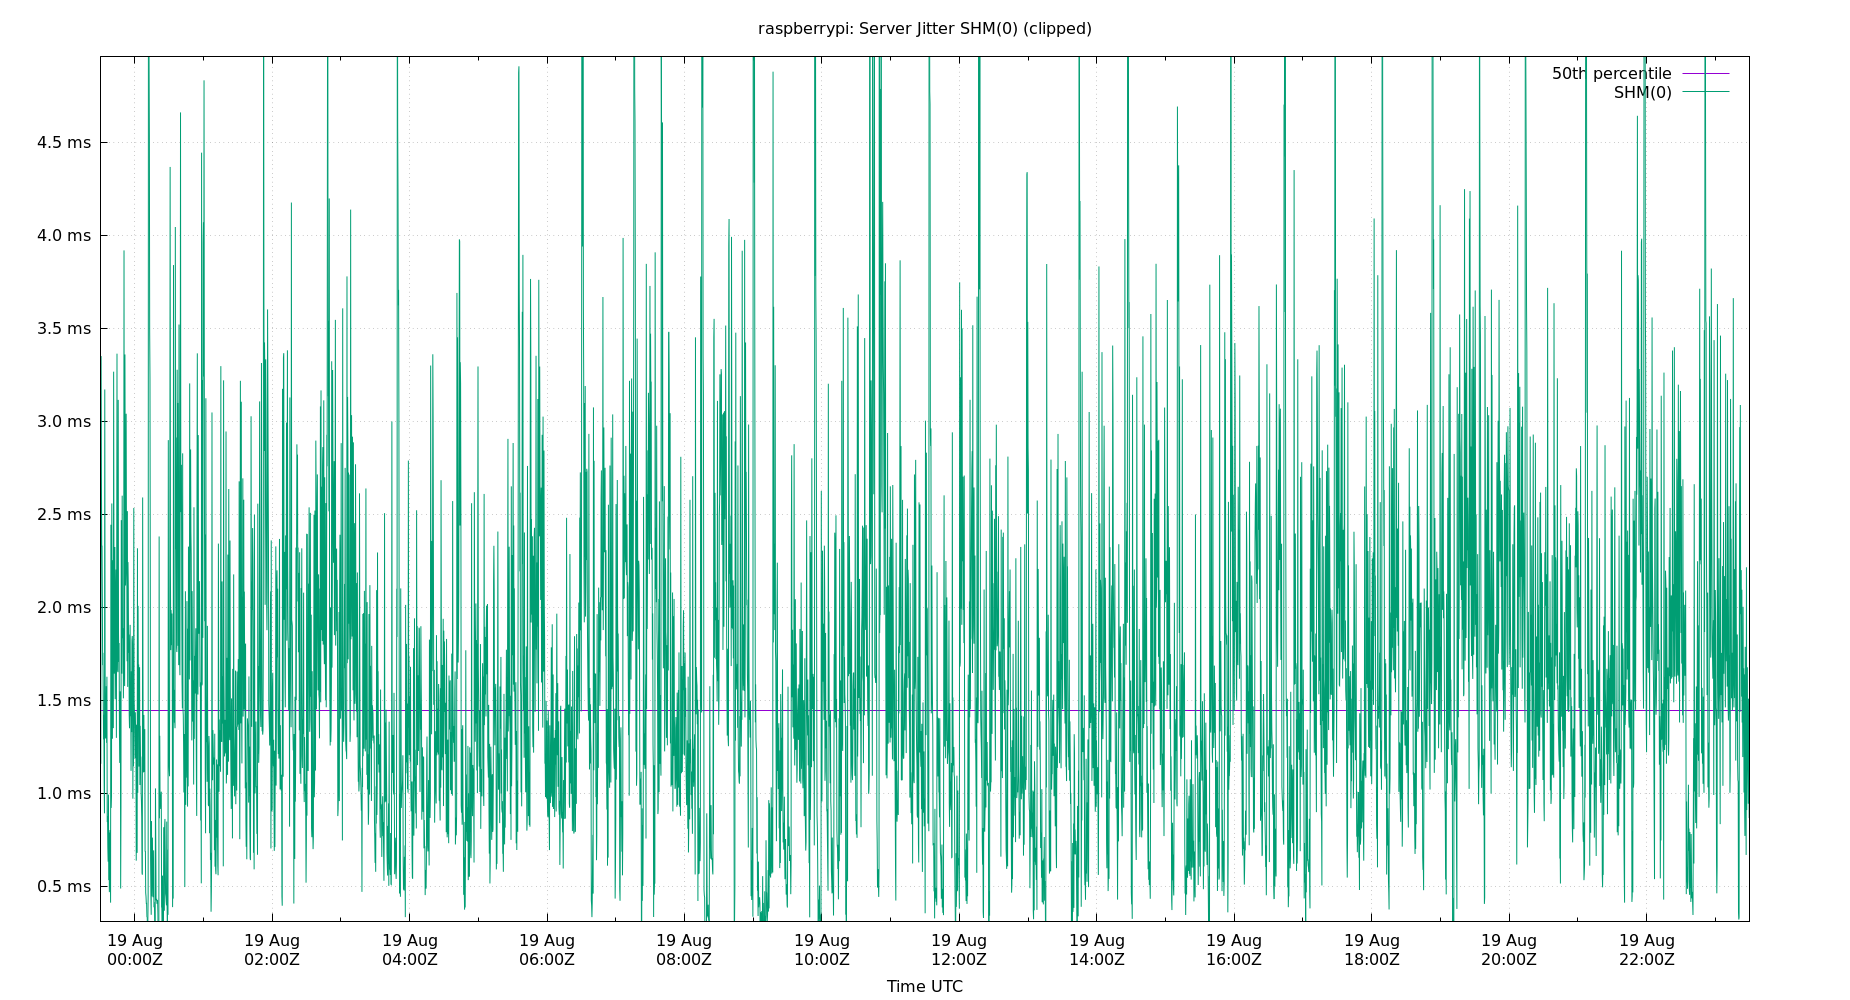 raspberrypi: Server Jitter SHM(0) (clipped)
50th percentile
SHM(0)
4.5 ms
4.0 ms
3.5 ms
3.0 ms
2.5 ms
2.0 ms
1.5 ms
1.0 ms
0.5 ms
19 Aug 19 Aug 19 Aug 19 Aug 19 Aug 19 Aug 19 Aug 19 Aug 19 Aug 19 Aug 19 Aug 19 Aug
00:00Z 02:00Z 04:00Z 06:00Z 08:00Z 10:00Z 12:00Z 14:00Z 16:00Z 18:00Z 20:00Z 22:00Z
Time UTC